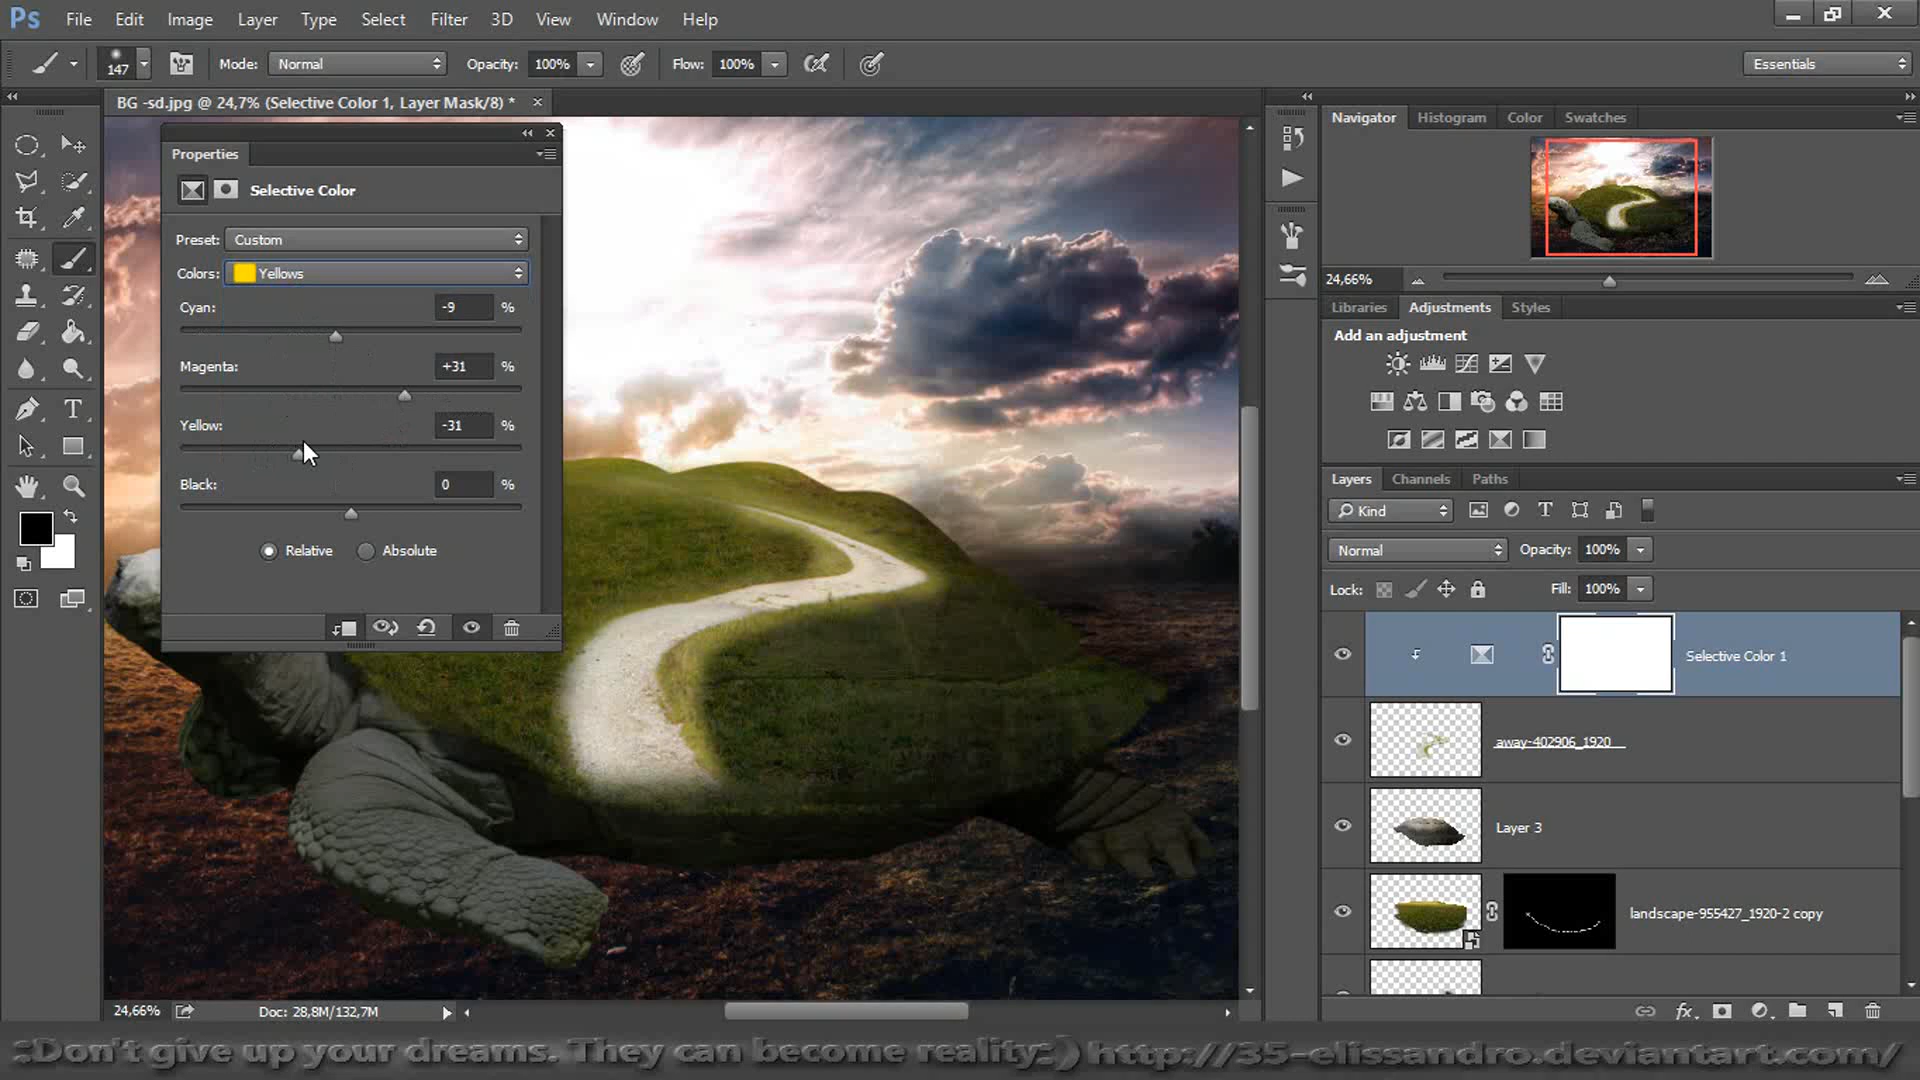 Ps File Edit Image Layer Type Select Filter 3D View Window Help
147 Mode: Normal Opacity: 100% Flow: 100% Essentials
BG -sd.jpg @ 24,7% (Selective Color 1, Layer Mask/8) *
Properties
Selective Color
Preset: Custom
Colors: Yellows
Cyan: -9 %
Magenta: +31 %
Yellow: -31 %
Black: 0 %
Relative Absolute
Navigator Histogram Color Swatches
24,66%
Libraries Adjustments Styles
Add an adjustment
Layers Channels Paths
Kind
Normal Opacity: 100%
Lock: Fill: 100%
Selective Color 1
away-402906_1920
Layer 3
landscape-955427_1920-2 copy
fx
24,66% Doc: 28,8M/132,7M
::Don't give up your dreams. They can become reality:) http://35-elissandro.deviantart.com/